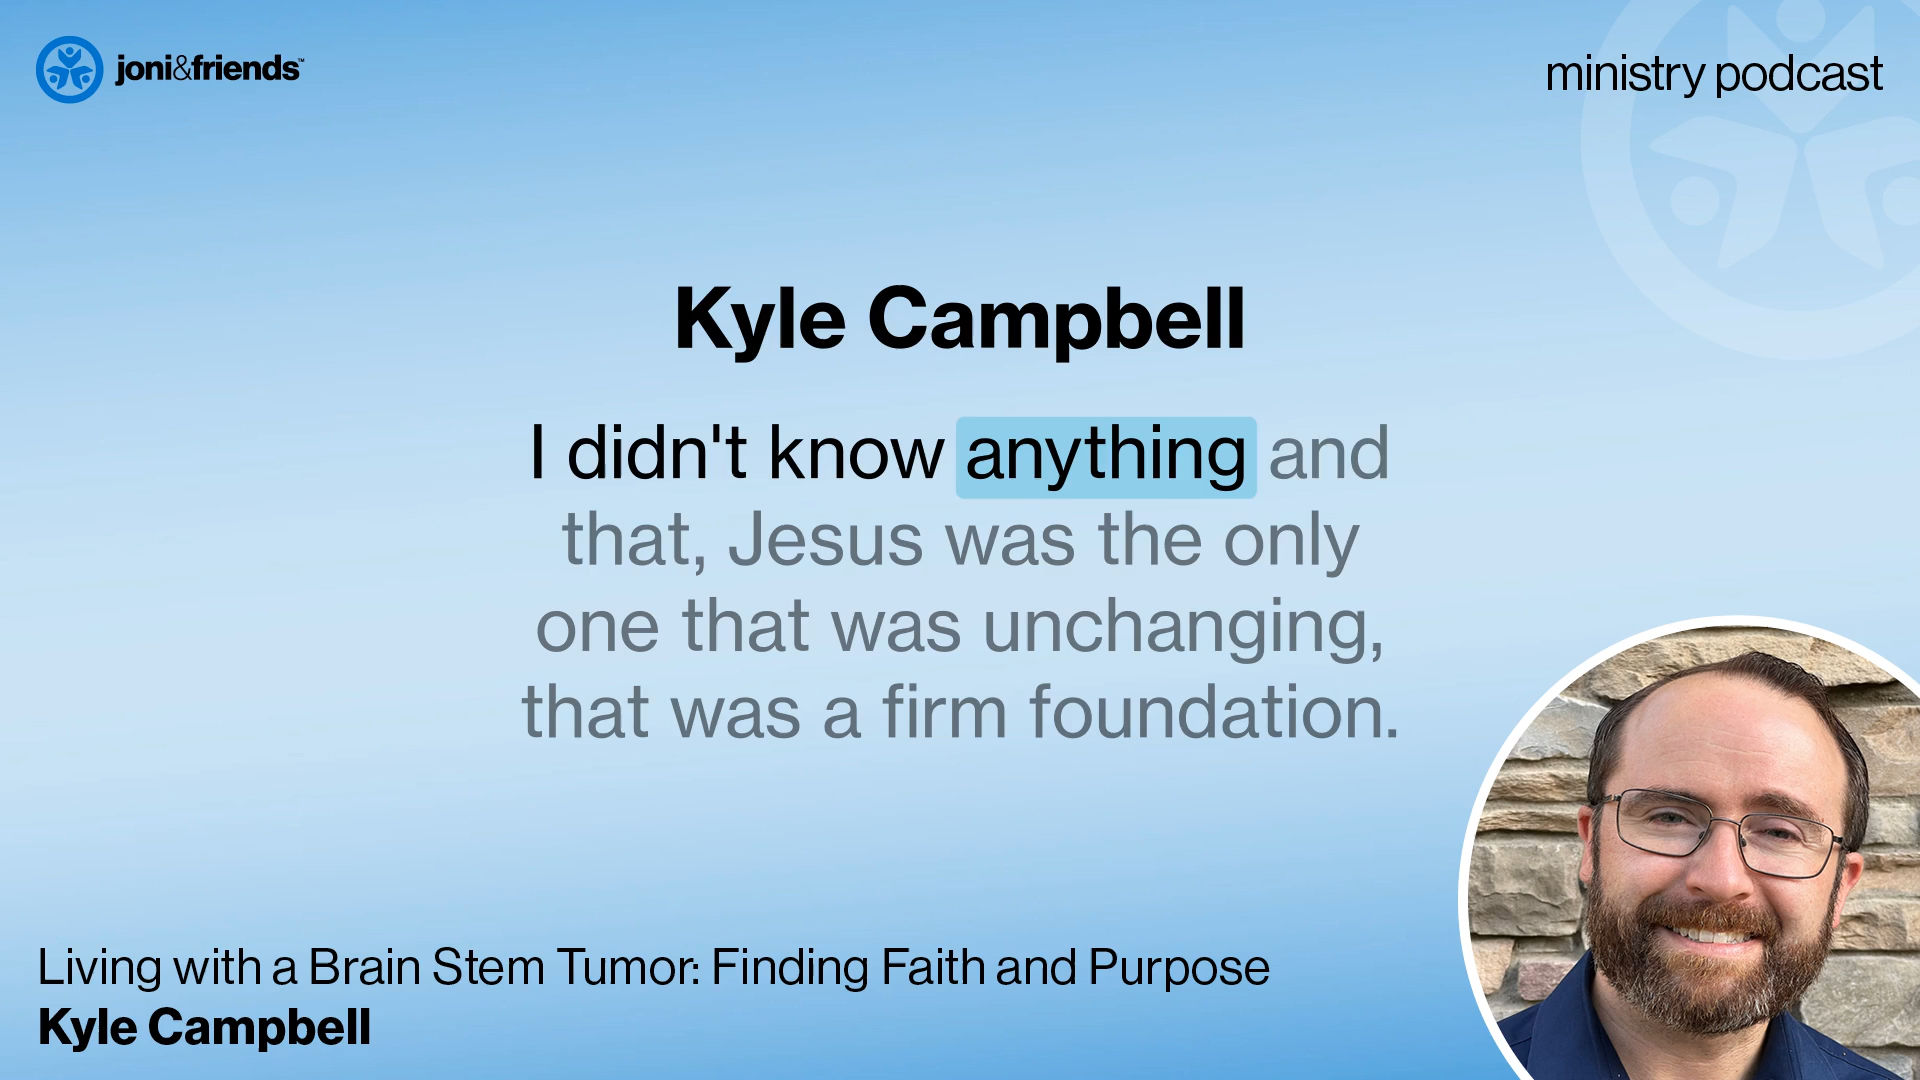 joni&friends™
ministry podcast
Kyle Campbell
I didn't know anything and
that, Jesus was the only
one that was unchanging,
that was a firm foundation.
Living with a Brain Stem Tumor: Finding Faith and Purpose
Kyle Campbell